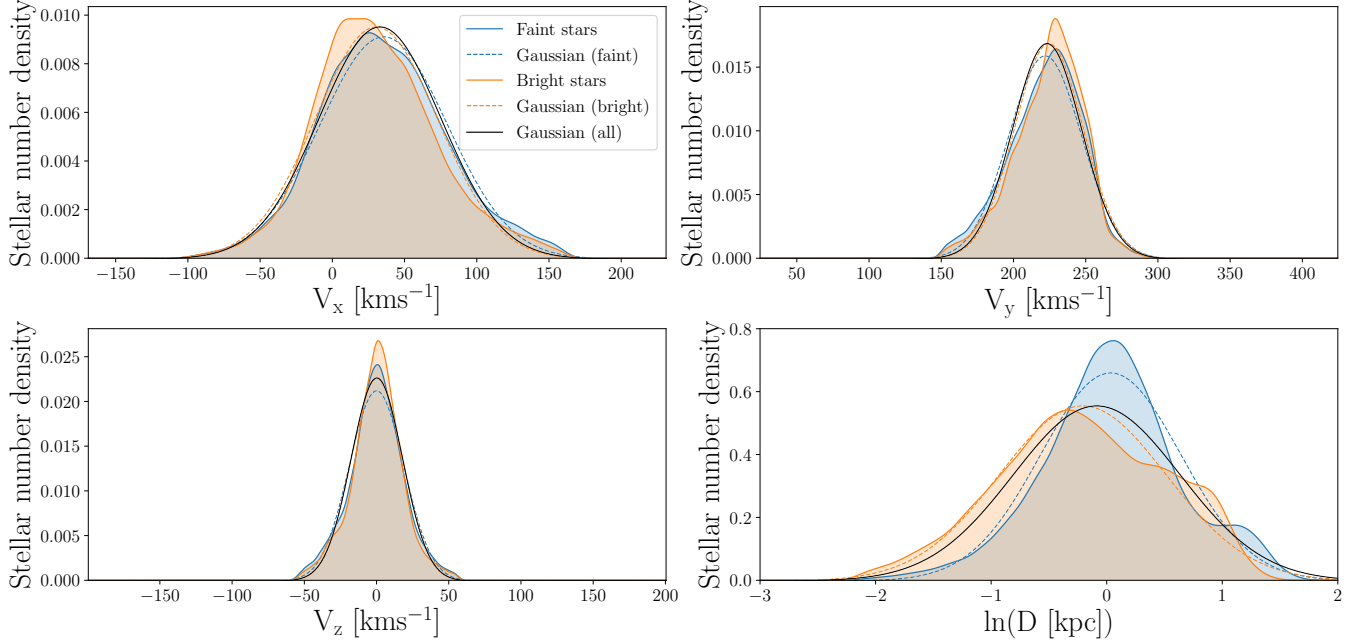 Stellar number density
0.010
0.008
0.006
0.004
0.002
0.000
−150 −100 −50 0 50 100 150 200
V_x [kms⁻¹]
Faint stars
Gaussian (faint)
Bright stars
Gaussian (bright)
Gaussian (all)
Stellar number density
0.015
0.010
0.005
0.000
50 100 150 200 250 300 350 400
V_y [kms⁻¹]
Stellar number density
0.025
0.020
0.015
0.010
0.005
0.000
−150 −100 −50 0 50 100 150 200
V_z [kms⁻¹]
Stellar number density
0.8
0.6
0.4
0.2
0.0
−3 −2 −1 0 1 2
ln(D [kpc])